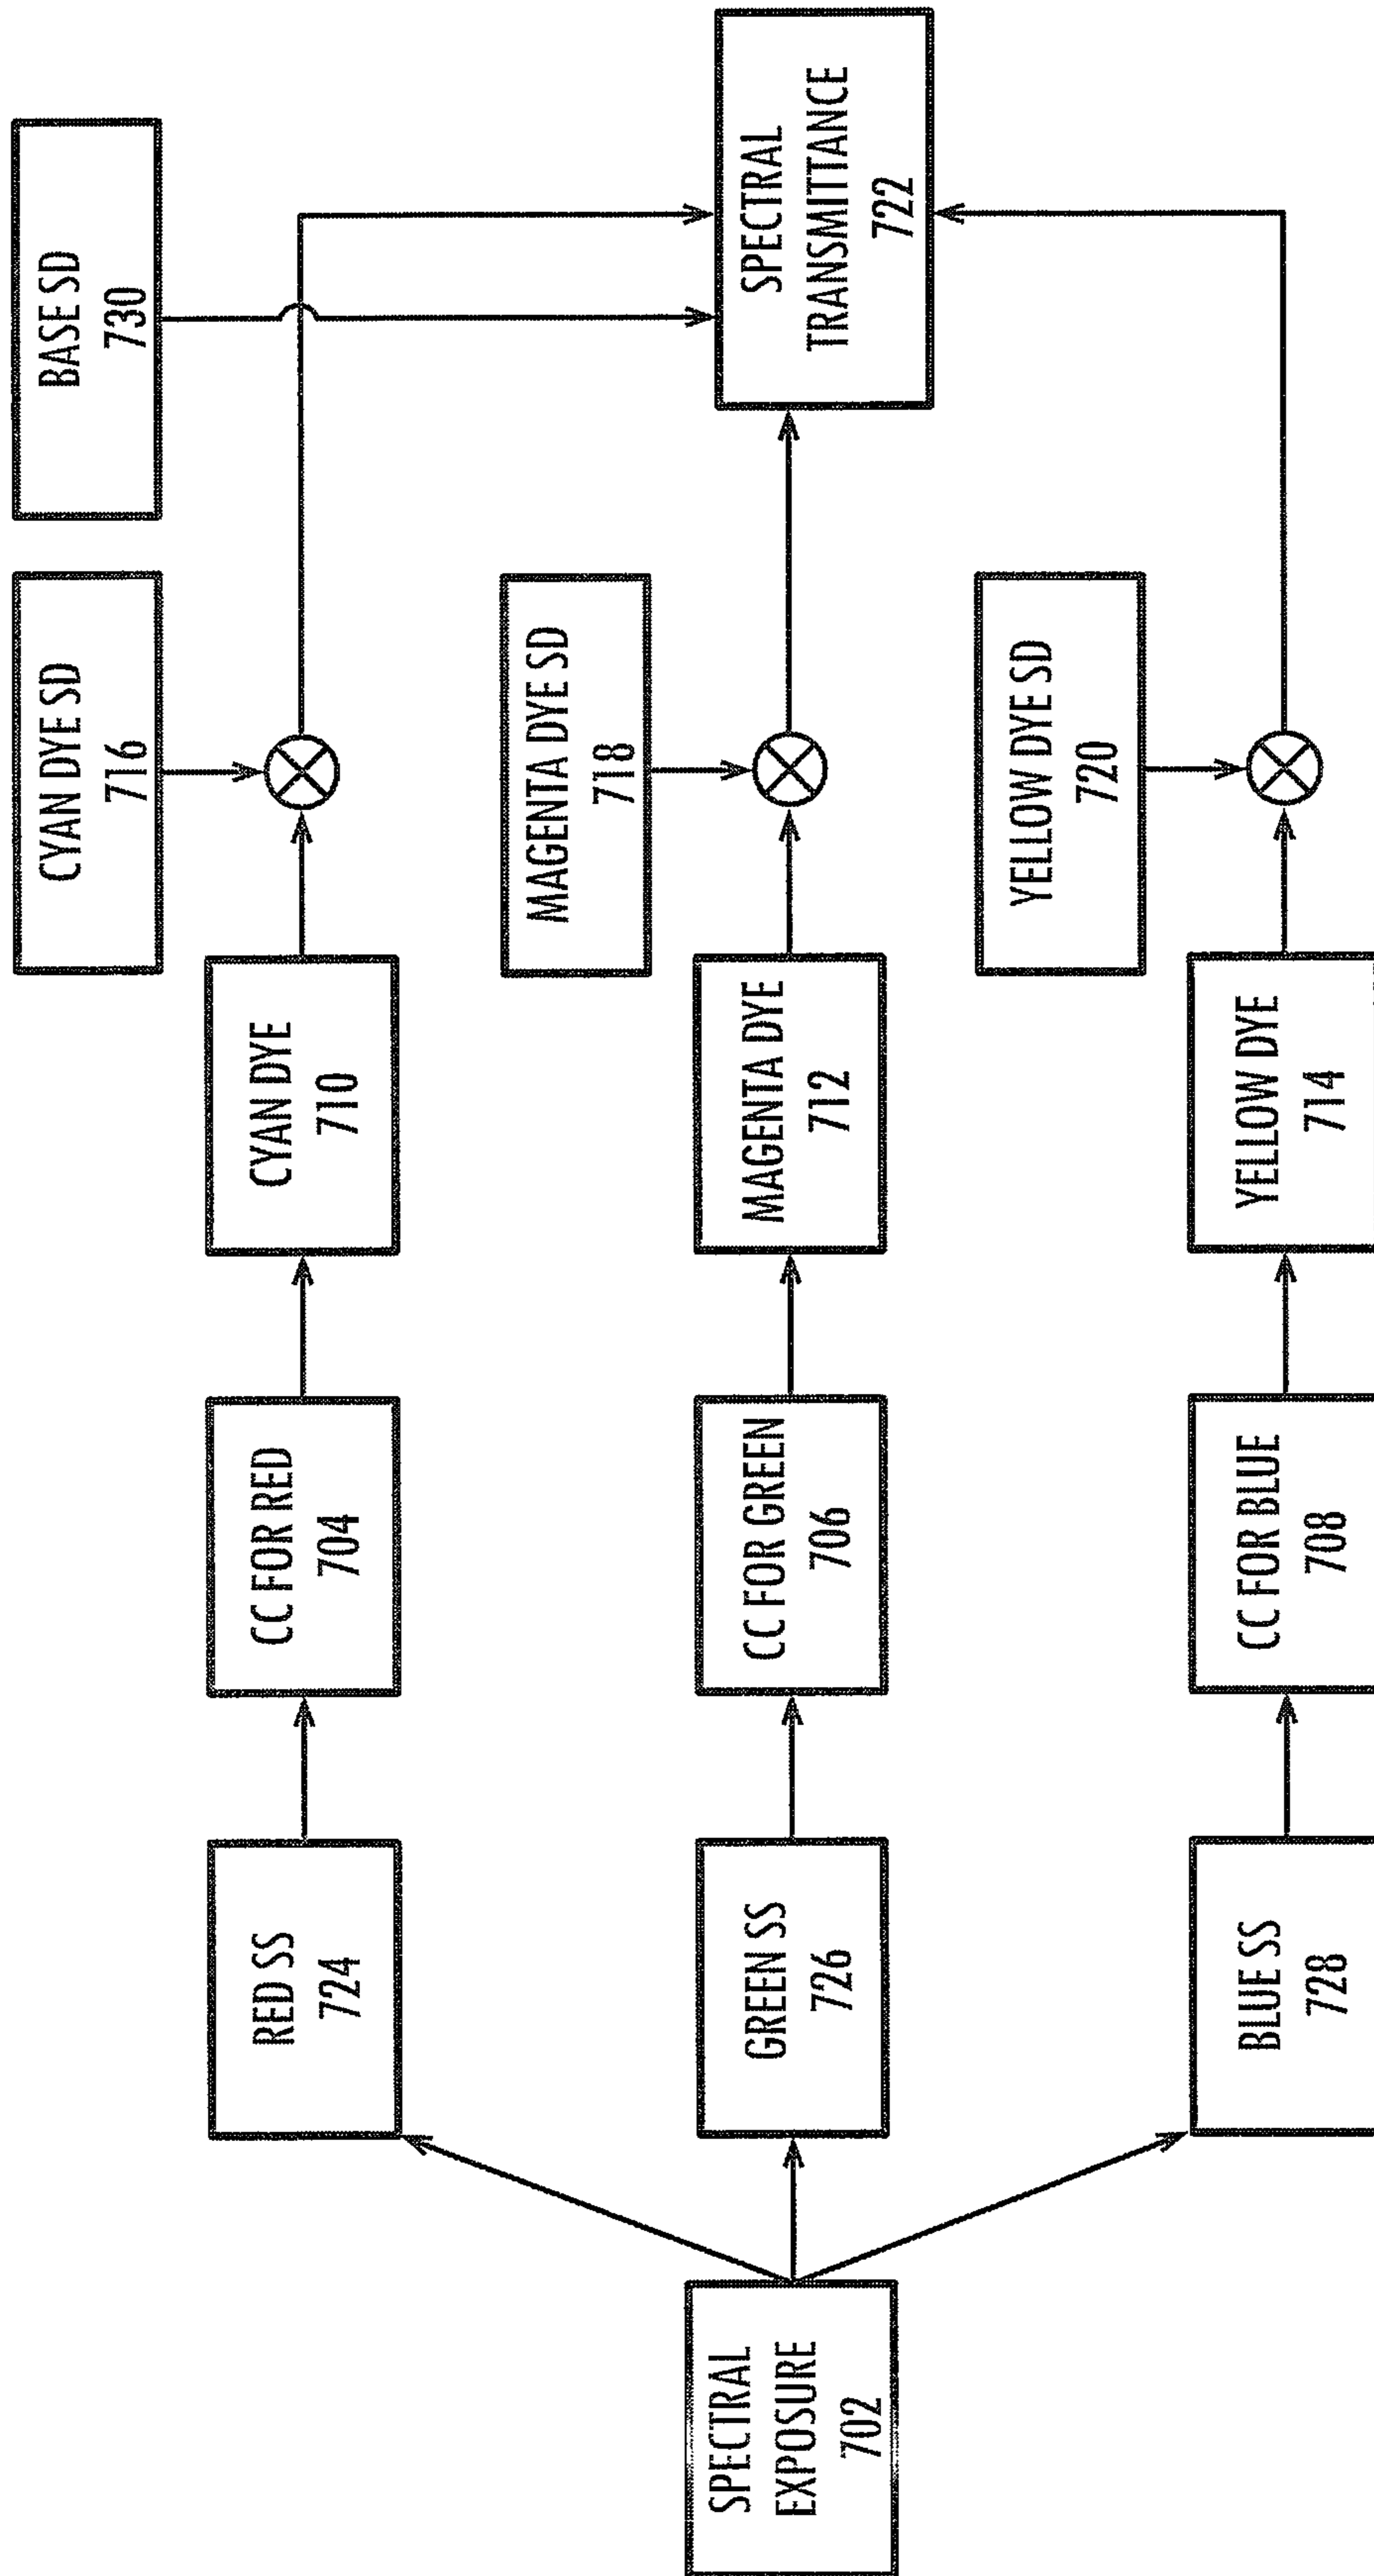 SPECTRAL
EXPOSURE
702
RED SS
724
GREEN SS
726
BLUE SS
728
CC FOR RED
704
CC FOR GREEN
706
CC FOR BLUE
708
CYAN DYE
710
MAGENTA DYE
712
YELLOW DYE
714
CYAN DYE SD
716
MAGENTA DYE SD
718
YELLOW DYE SD
720
BASE SD
730
SPECTRAL
TRANSMITTANCE
722